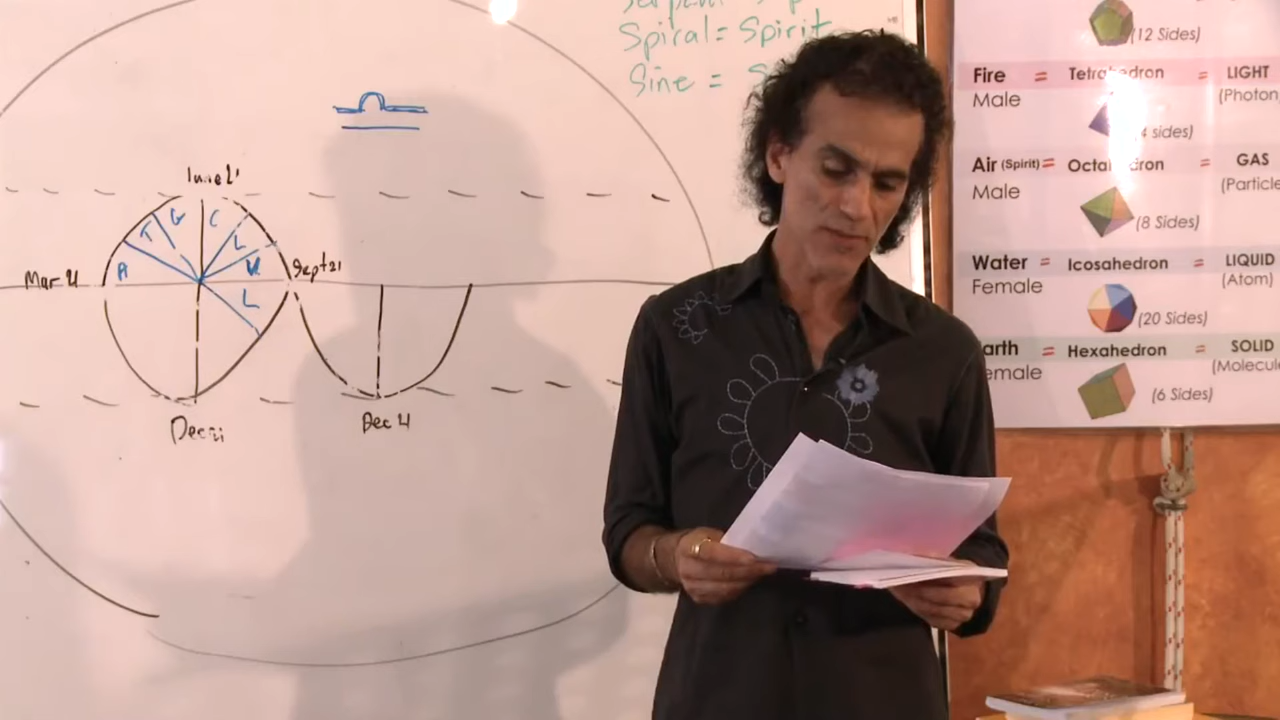 Spiral = Spirit
Sine =
June 21
A
T
G
C
L
V
L
Mar 21
Sept 21
Dec 21
Dec 21
(12 Sides)
Fire = Tetrahedron = LIGHT
Male (Photon
4 sides)
Air (Spirit) = Octahedron = GAS
Male (Particle
(8 Sides)
Water = Icosahedron = LIQUID
Female (Atom)
(20 Sides)
arth = Hexahedron = SOLID
emale (Molecule
(6 Sides)